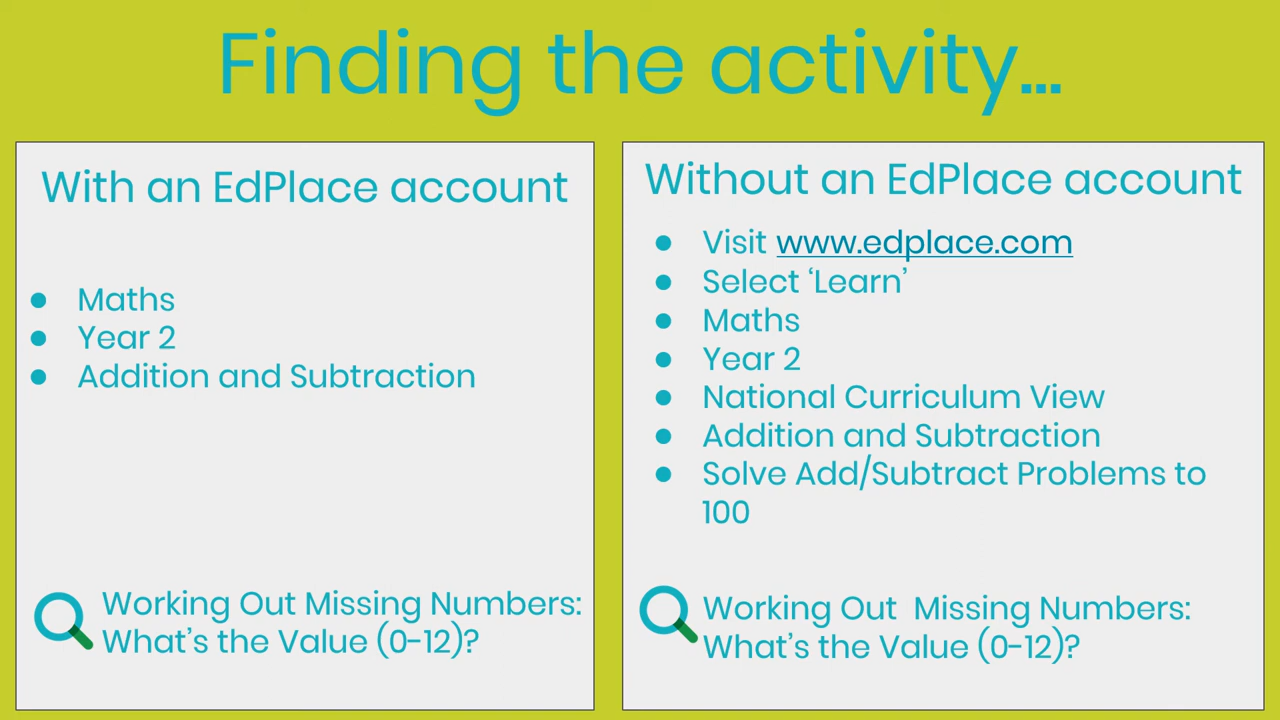 Finding the activity...
With an EdPlace account
● Maths
● Year 2
● Addition and Subtraction
Working Out Missing Numbers:
What's the Value (0-12)?
Without an EdPlace account
● Visit www.edplace.com
● Select ‘Learn’
● Maths
● Year 2
● National Curriculum View
● Addition and Subtraction
● Solve Add/Subtract Problems to
100
Working Out  Missing Numbers:
What's the Value (0-12)?